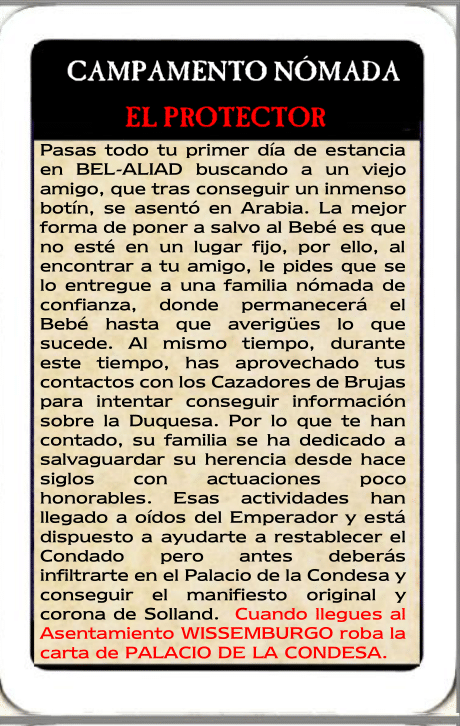 CAMPAMENTO NÓMADA
EL PROTECTOR
Pasas todo tu primer día de estancia
en BEL-ALIAD buscando a un viejo
amigo, que tras conseguir un inmenso
botín, se asentó en Arabia. La mejor
forma de poner a salvo al Bebé es que
no esté en un lugar fijo, por ello, al
encontrar a tu amigo, le pides que se
lo entregue a una familia nómada de
confianza, donde permanecerá el
Bebé hasta que averigües lo que
sucede. Al mismo tiempo, durante
este tiempo, has aprovechado tus
contactos con los Cazadores de Brujas
para intentar conseguir información
sobre la Duquesa. Por lo que te han
contado, su familia se ha dedicado a
salvaguardar su herencia desde hace
siglos con actuaciones poco
honorables. Esas actividades han
llegado a oídos del Emperador y está
dispuesto a ayudarte a restablecer el
Condado pero antes deberás
infiltrarte en el Palacio de la Condesa y
conseguir el manifiesto original y
corona de Solland. Cuando llegues al
Asentamiento WISSEMBURGO roba la
carta de PALACIO DE LA CONDESA.